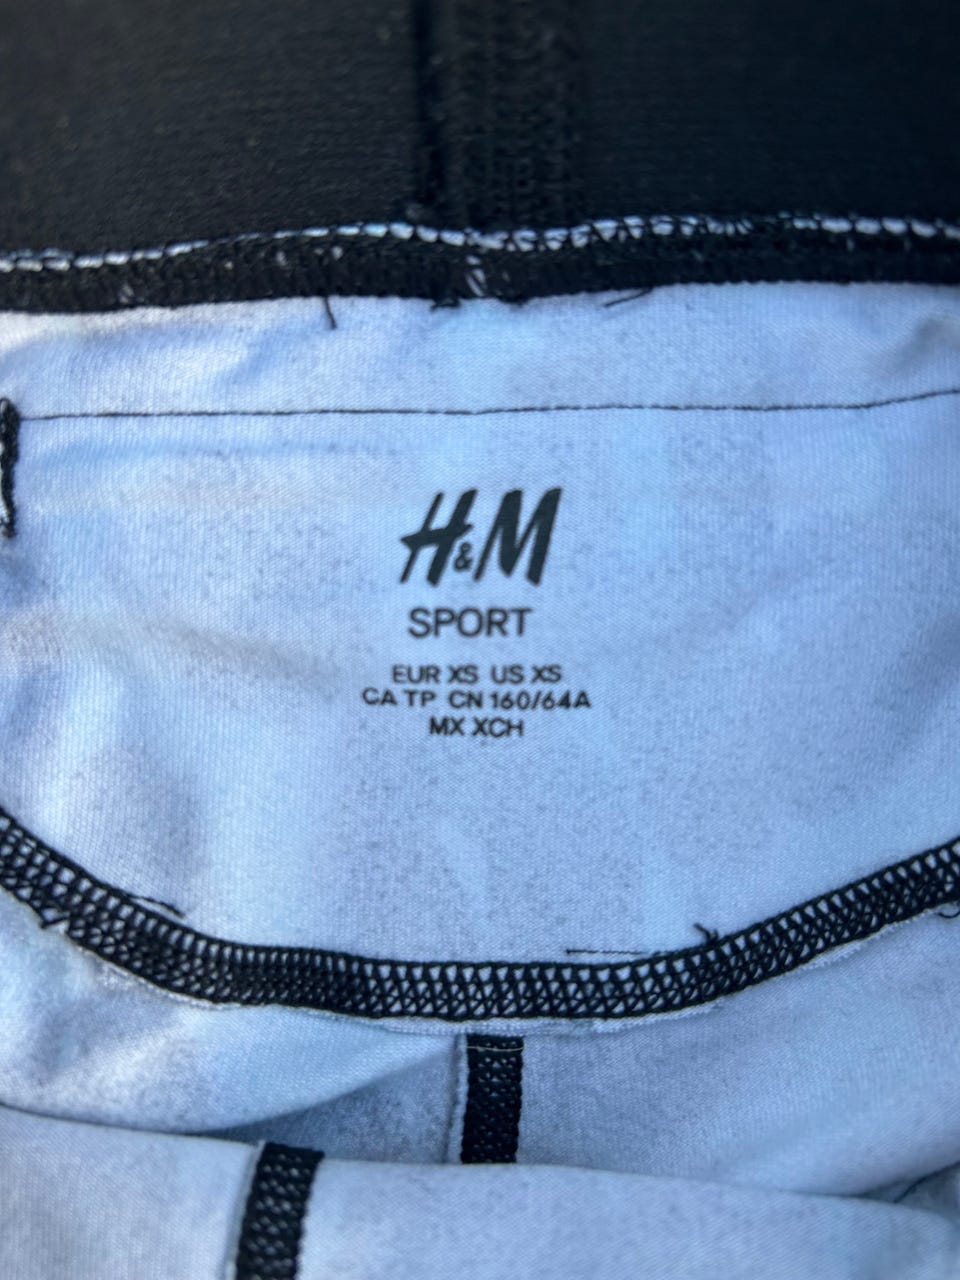 H&M
SPORT
EUR XS US XS
CA TP CN 160/64A
MX XCH